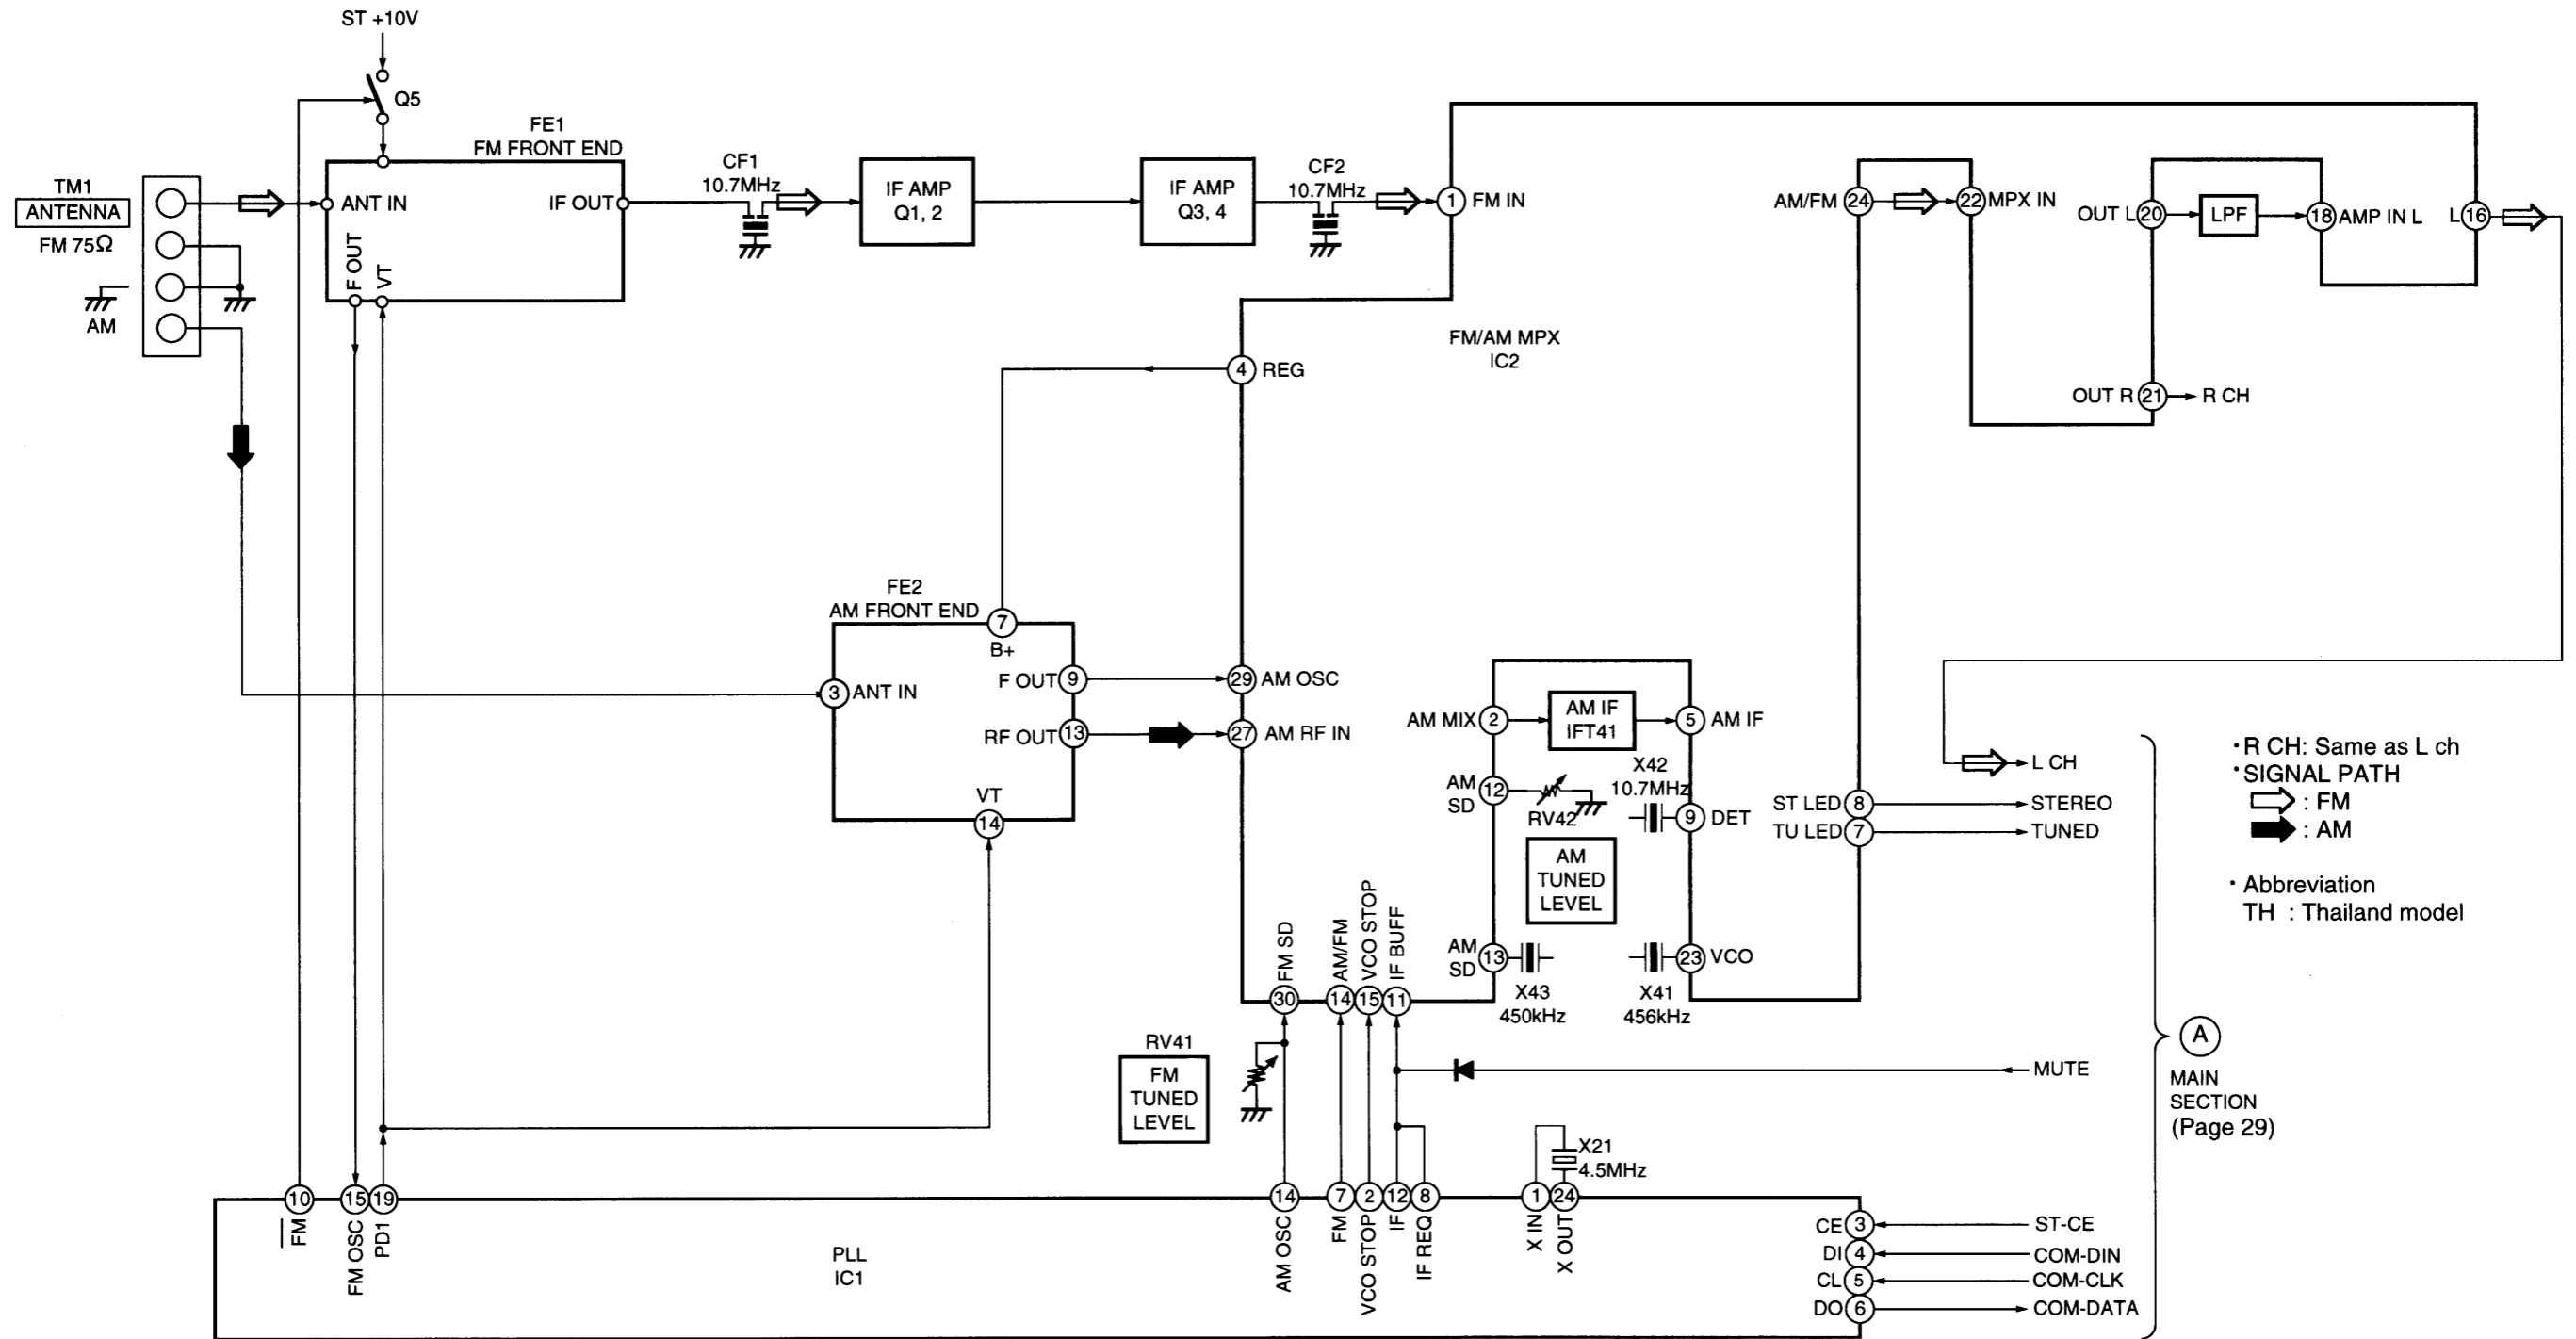 ST +10V
Q5
FE1
FM FRONT END
TM1
ANTENNA
FM 75Ω
AM
ANT IN
IF OUT
F OUT
VT
CF1
10.7MHz
IF AMP
Q1, 2
IF AMP
Q3, 4
CF2
10.7MHz
1 FM IN
AM/FM 24
22 MPX IN
OUT L 20
LPF
18 AMP IN L
L 16
OUT R 21
R CH
FM/AM MPX
IC2
4 REG
FE2
AM FRONT END
7
B+
3 ANT IN
F OUT 9
RF OUT 13
VT
14
29 AM OSC
27 AM RF IN
AM MIX 2
AM IF
IFT41
5 AM IF
AM
SD
12
RV42
X42
10.7MHz
9 DET
AM
TUNED
LEVEL
AM
SD
13
X43
450kHz
X41
456kHz
23 VCO
ST LED 8
TU LED 7
L CH
STEREO
TUNED
• R CH: Same as L ch
• SIGNAL PATH
: FM
: AM
• Abbreviation
TH : Thailand model
FM SD
AM/FM
VCO STOP
IF BUFF
30
14
15
11
RV41
FM
TUNED
LEVEL
MUTE
A
MAIN
SECTION
(Page 29)
X21
4.5MHz
10
15
19
14
7
2
12
8
1
24
FM
FM OSC
PD1
AM OSC
FM
VCO STOP
IF
IF REQ
X IN
X OUT
PLL
IC1
CE 3
ST-CE
DI 4
COM-DIN
CL 5
COM-CLK
DO 6
COM-DATA